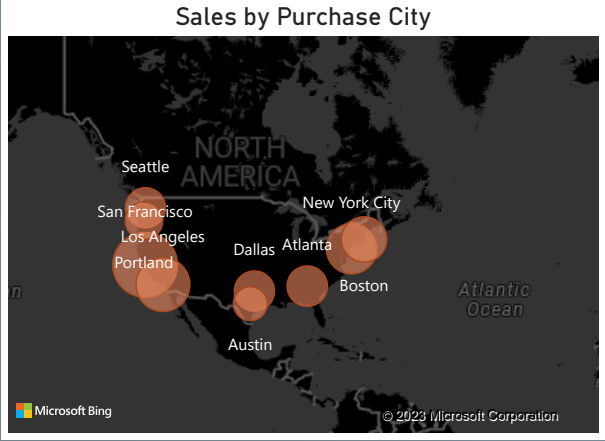 Sales by Purchase City
NORTH
AMERICA
Seattle
San Francisco
New York City
Los Angeles
Dallas
Atlanta
Portland
Boston
Atlantic
Ocean
Austin
Microsoft Bing
© 2023 Microsoft Corporation